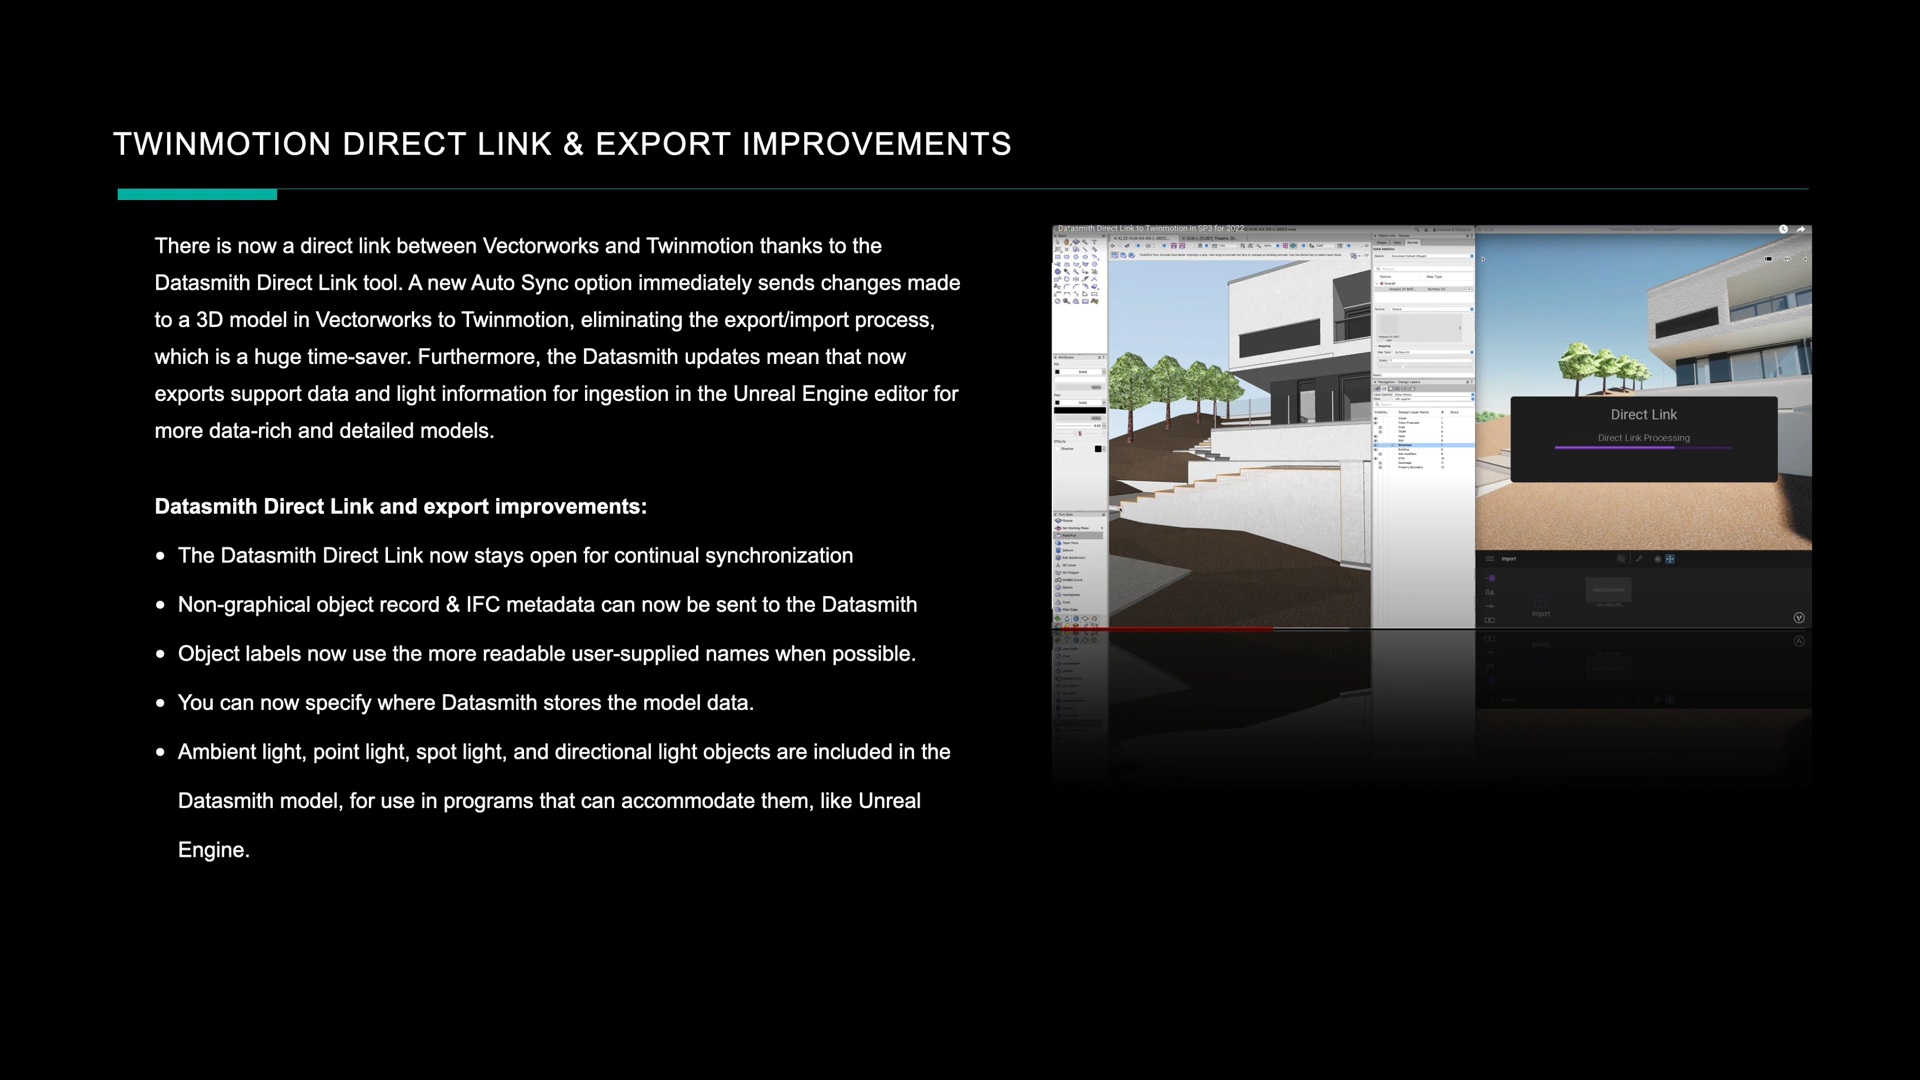 TWINMOTION DIRECT LINK & EXPORT IMPROVEMENTS
There is now a direct link between Vectorworks and Twinmotion thanks to the
Datasmith Direct Link tool. A new Auto Sync option immediately sends changes made
to a 3D model in Vectorworks to Twinmotion, eliminating the export/import process,
which is a huge time-saver. Furthermore, the Datasmith updates mean that now
exports support data and light information for ingestion in the Unreal Engine editor for
more data-rich and detailed models.
Datasmith Direct Link and export improvements:
• The Datasmith Direct Link now stays open for continual synchronization
• Non-graphical object record & IFC metadata can now be sent to the Datasmith
• Object labels now use the more readable user-supplied names when possible.
• You can now specify where Datasmith stores the model data.
• Ambient light, point light, spot light, and directional light objects are included in the
Datasmith model, for use in programs that can accommodate them, like Unreal
Engine.
Datasmith Direct Link to Twinmotion in SP3 for 2022
Direct Link
Direct Link Processing
Import
Import